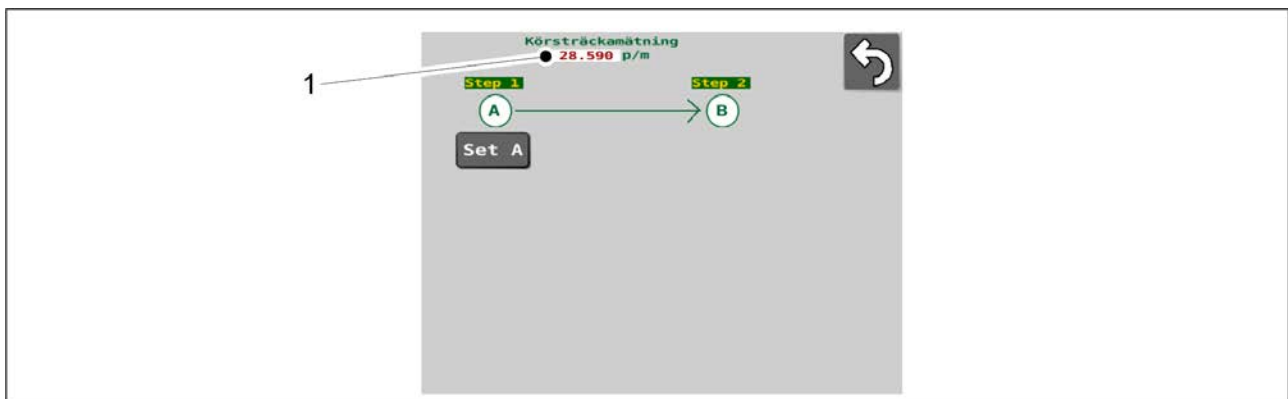 Körsträckamätning
1
28.590 p/m
Step 1 Step 2
A B
Set A